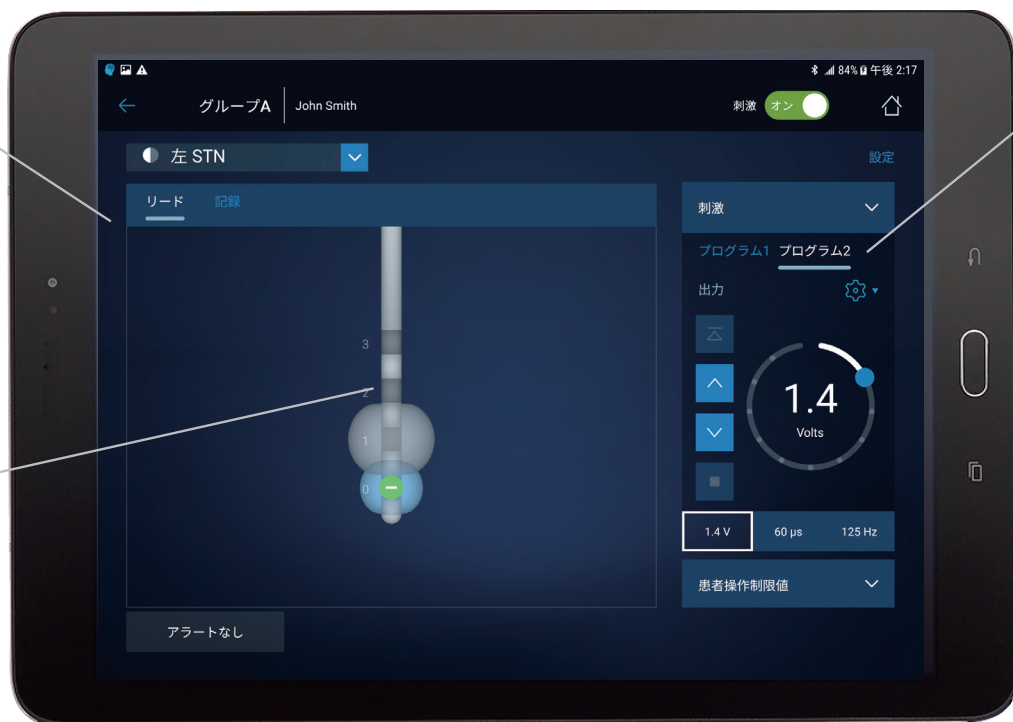 84% 午後 2:17
グループA John Smith
刺激 オン
左 STN
設定
リード 記録
刺激
プログラム1 プログラム2
出力
3
2
1
0
1.4
Volts
1.4 V 60 µs 125 Hz
患者操作制限値
アラートなし